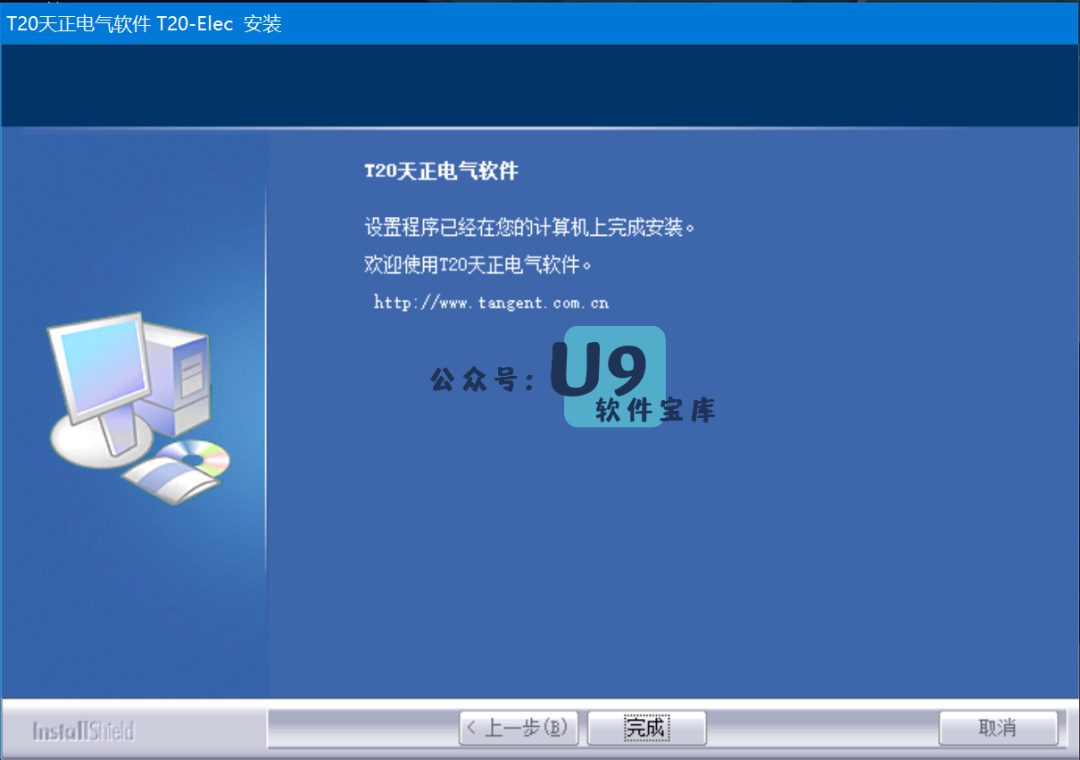 T20天正电气软件 T20-Elec 安装
T20天正电气软件
设置程序已经在您的计算机上完成安装。
欢迎使用T20天正电气软件。
http://www.tangent.com.cn
公众号：U9
软件宝库
InstallShield
< 上一步(B)
完成
取消